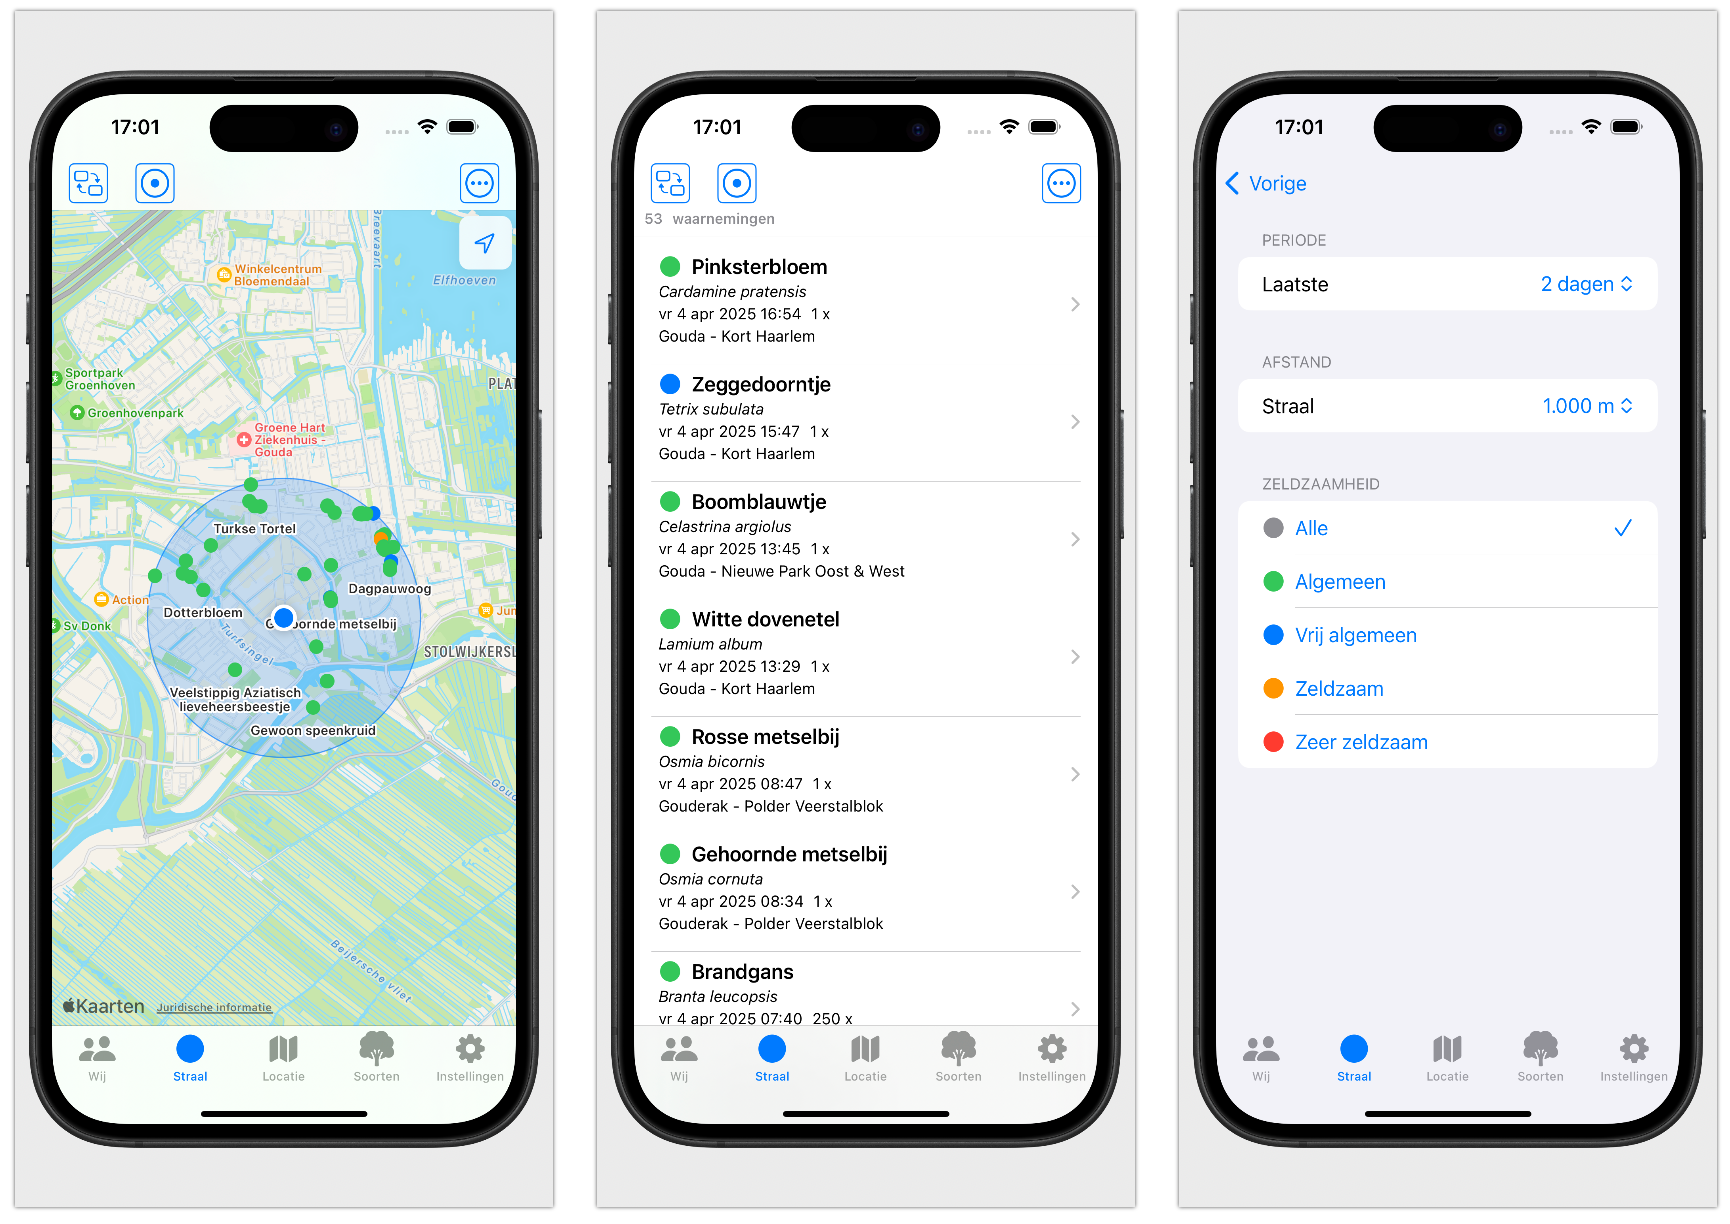 17:01
Breevaart
Elfhoeven
Winkelcentrum
Bloemendaal
Sportpark
Groenhoven
PLAT
Groenhovenpark
Groene Hart
Ziekenhuis -
Gouda
Turkse Tortel
Dagpauwoog
Action
Dotterbloem
Jum
Sv Donk
metselbij
Turfsingel
STOLWIJKERSL
Veelstippig Aziatisch
lieveheersbeestje
Gewoon speenkruid
Goud
Beijersche vliet
Kaarten
Juridische informatie
Wij
Straal
Locatie
Soorten
Instellingen
17:01
53 waarnemingen
Pinksterbloem
Cardamine pratensis
vr 4 apr 2025 16:54 1 x
Gouda - Kort Haarlem
Zeggedoorntje
Tetrix subulata
vr 4 apr 2025 15:47 1 x
Gouda - Kort Haarlem
Boomblauwtje
Celastrina argiolus
vr 4 apr 2025 13:45 1 x
Gouda - Nieuwe Park Oost & West
Witte dovenetel
Lamium album
vr 4 apr 2025 13:29 1 x
Gouda - Kort Haarlem
Rosse metselbij
Osmia bicornis
vr 4 apr 2025 08:47 1 x
Gouderak - Polder Veerstalblok
Gehoornde metselbij
Osmia cornuta
vr 4 apr 2025 08:34 1 x
Gouderak - Polder Veerstalblok
Brandgans
Branta leucopsis
vr 4 apr 2025 07:40 250 x
Wij
Straal
Locatie
Soorten
Instellingen
17:01
Vorige
PERIODE
Laatste
2 dagen
AFSTAND
Straal
1.000 m
ZELDZAAMHEID
Alle
Algemeen
Vrij algemeen
Zeldzaam
Zeer zeldzaam
Wij
Straal
Locatie
Soorten
Instellingen